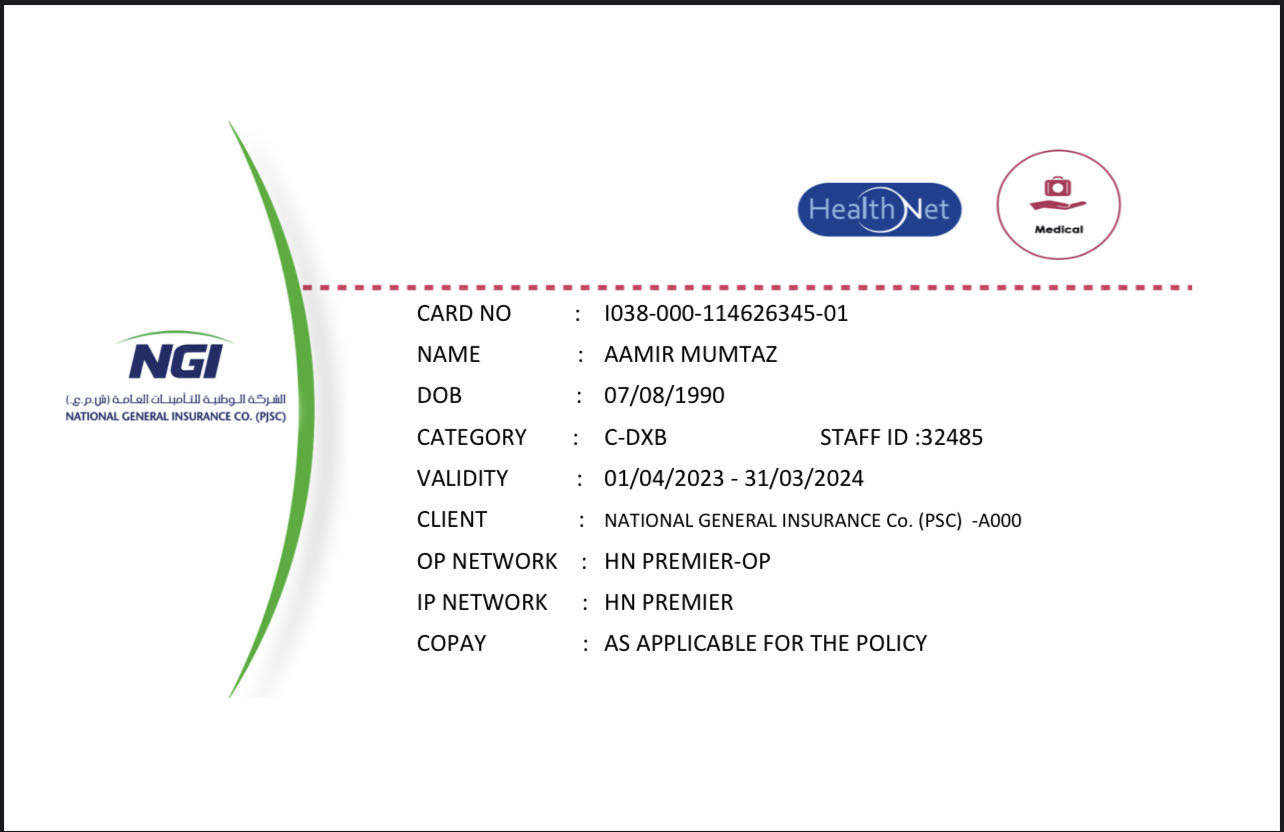 HealthNet
Medical
CARD NO : I038-000-114626345-01
NAME : AAMIR MUMTAZ
DOB : 07/08/1990
CATEGORY : C-DXB STAFF ID :32485
VALIDITY : 01/04/2023 - 31/03/2024
CLIENT : NATIONAL GENERAL INSURANCE Co. (PSC) -A000
OP NETWORK : HN PREMIER-OP
IP NETWORK : HN PREMIER
COPAY : AS APPLICABLE FOR THE POLICY
NGI
الشركة الوطنية للتأمينات العامة (ش.م.ع.)
NATIONAL GENERAL INSURANCE CO. (PJSC)